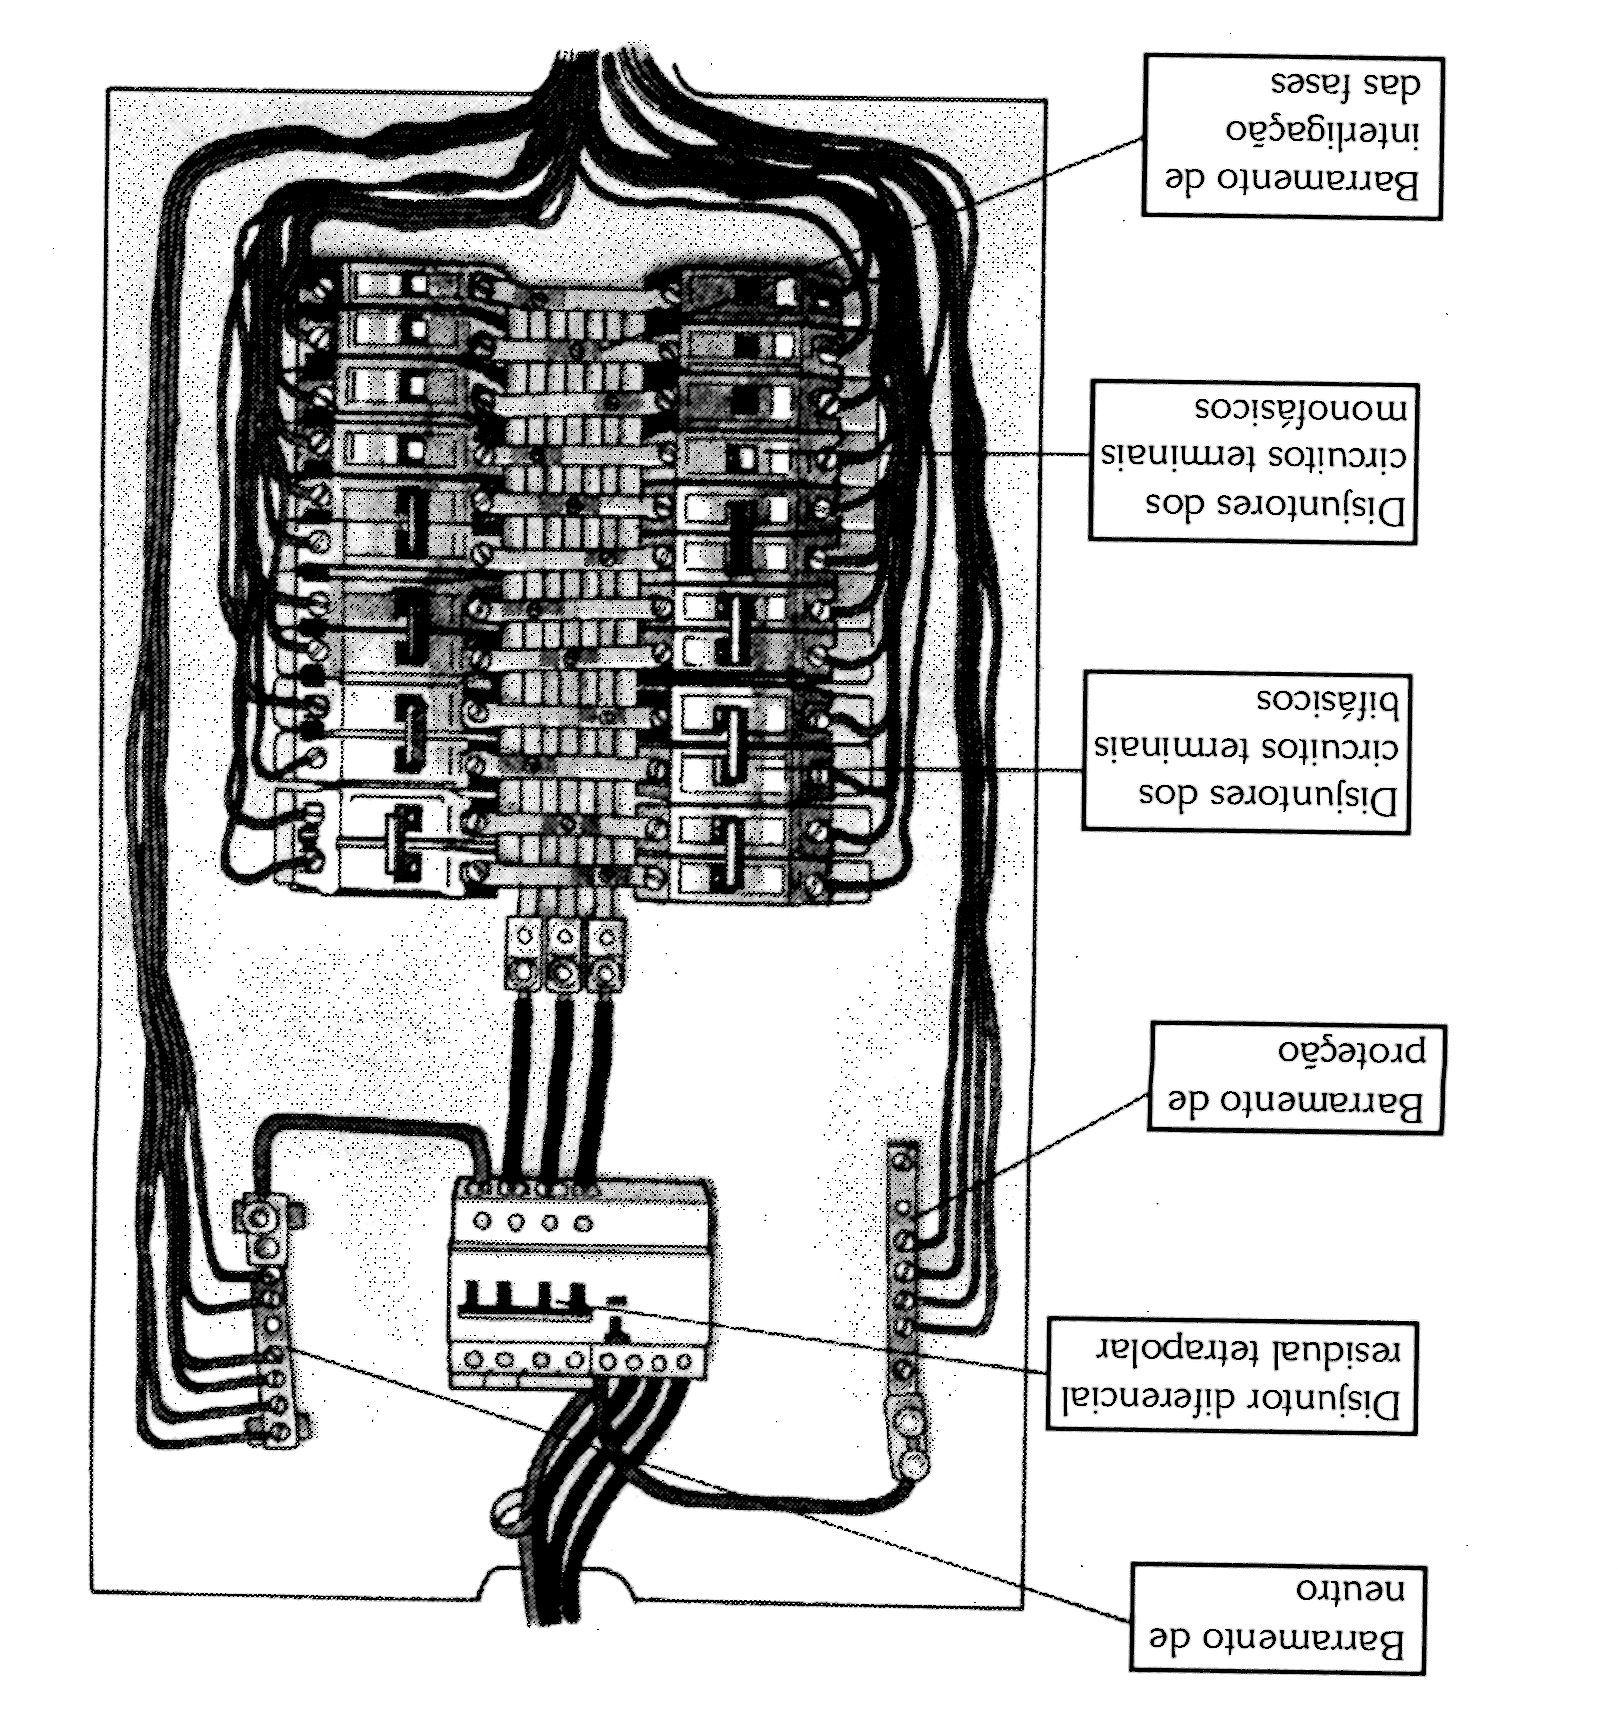 Barramento de
neutro
Disjuntor diferencial
residual tetrapolar
Barramento de
proteção
Disjuntores dos
circuitos terminais
bifásicos
Disjuntores dos
circuitos terminais
monofásicos
Barramento de
interligação
das fases